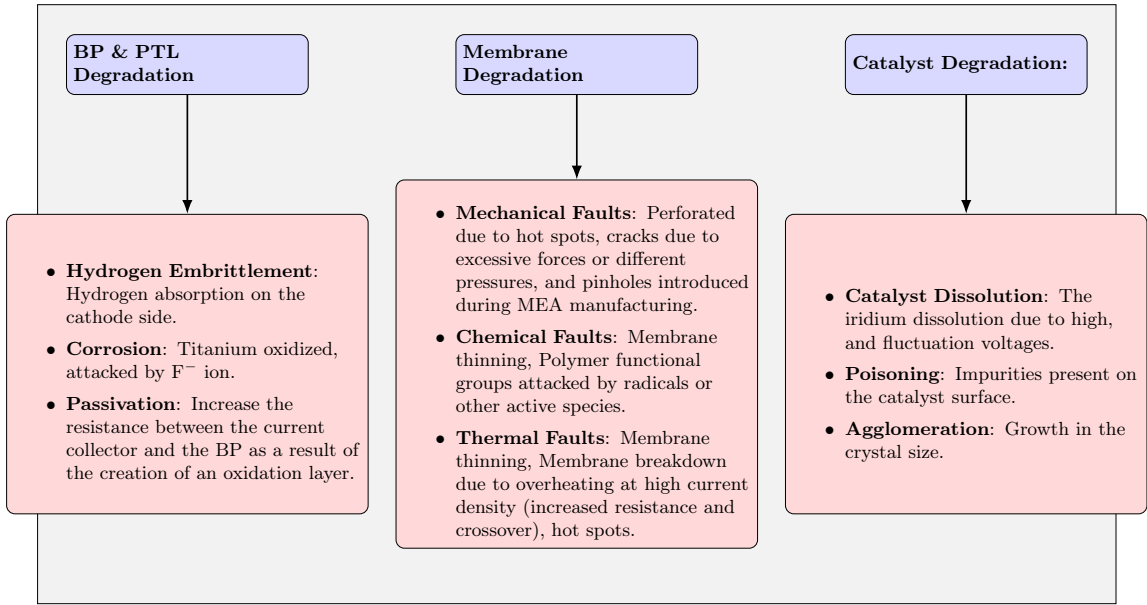 BP & PTL
Degradation
• Hydrogen Embrittlement:
Hydrogen absorption on the
cathode side.
• Corrosion: Titanium oxidized,
attacked by F⁻ ion.
• Passivation: Increase the
resistance between the current
collector and the BP as a result of
the creation of an oxidation layer.
Membrane
Degradation
• Mechanical Faults: Perforated
due to hot spots, cracks due to
excessive forces or different
pressures, and pinholes introduced
during MEA manufacturing.
• Chemical Faults: Membrane
thinning, Polymer functional
groups attacked by radicals or
other active species.
• Thermal Faults: Membrane
thinning, Membrane breakdown
due to overheating at high current
density (increased resistance and
crossover), hot spots.
Catalyst Degradation:
• Catalyst Dissolution: The
iridium dissolution due to high,
and fluctuation voltages.
• Poisoning: Impurities present on
the catalyst surface.
• Agglomeration: Growth in the
crystal size.